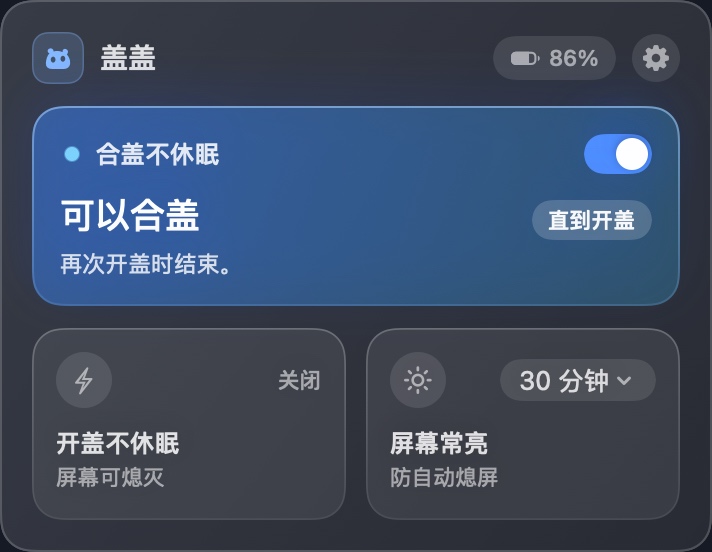 盖盖
86%
合盖不休眠
可以合盖
直到开盖
再次开盖时结束。
关闭
开盖不休眠
屏幕可熄灭
30 分钟
屏幕常亮
防自动熄屏